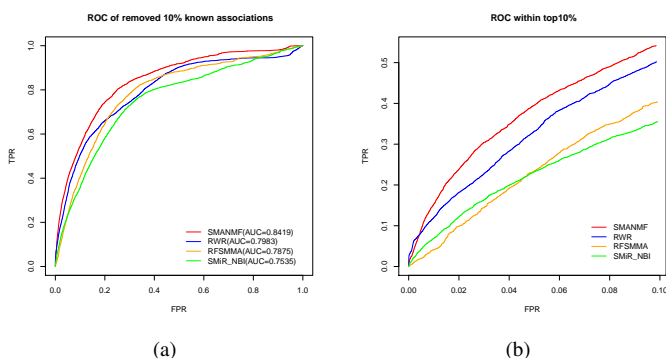 ROC of removed 10% known associations
TPR
1.0
0.8
0.6
0.4
0.2
0.0
SMANMF(AUC=0.8419)
RWR(AUC=0.7983)
RFSMMA(AUC=0.7875)
SMiR_NBI(AUC=0.7535)
0.0 0.2 0.4 0.6 0.8 1.0
FPR
(a)
ROC within top10%
TPR
0.5
0.4
0.3
0.2
0.1
0.0
SMANMF
RWR
RFSMMA
SMiR_NBI
0.00 0.02 0.04 0.06 0.08 0.10
FPR
(b)